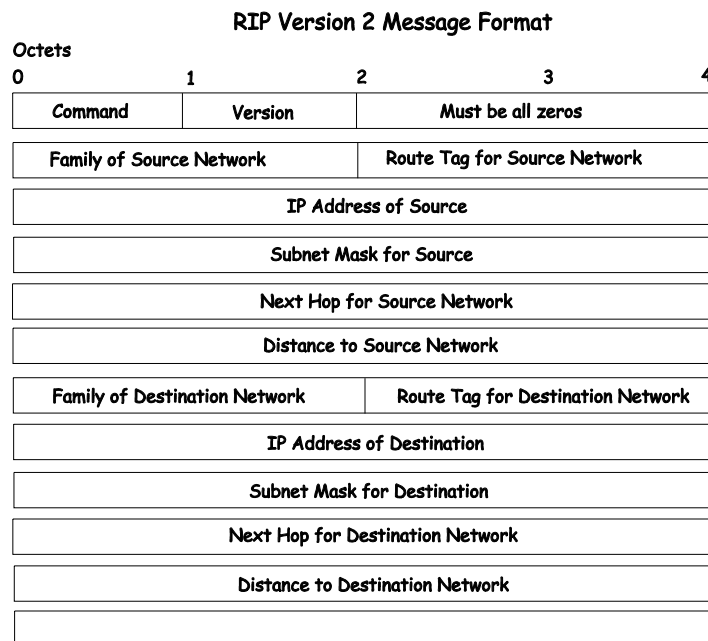 RIP Version 2 Message Format
Octets
0 1 2 3 4
Command Version Must be all zeros
Family of Source Network Route Tag for Source Network
IP Address of Source
Subnet Mask for Source
Next Hop for Source Network
Distance to Source Network
Family of Destination Network Route Tag for Destination Network
IP Address of Destination
Subnet Mask for Destination
Next Hop for Destination Network
Distance to Destination Network